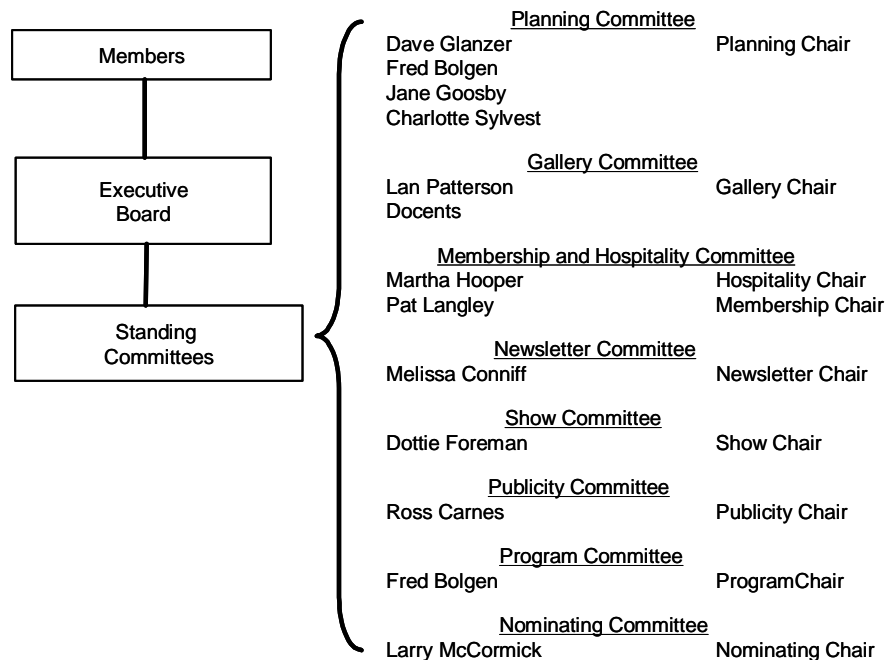 Members
Executive
Board
Standing
Committees
Planning Committee
Dave Glanzer Planning Chair
Fred Bolgen
Jane Goosby
Charlotte Sylvest
Gallery Committee
Lan Patterson Gallery Chair
Docents
Membership and Hospitality Committee
Martha Hooper Hospitality Chair
Pat Langley Membership Chair
Newsletter Committee
Melissa Conniff Newsletter Chair
Show Committee
Dottie Foreman Show Chair
Publicity Committee
Ross Carnes Publicity Chair
Program Committee
Fred Bolgen ProgramChair
Nominating Committee
Larry McCormick Nominating Chair